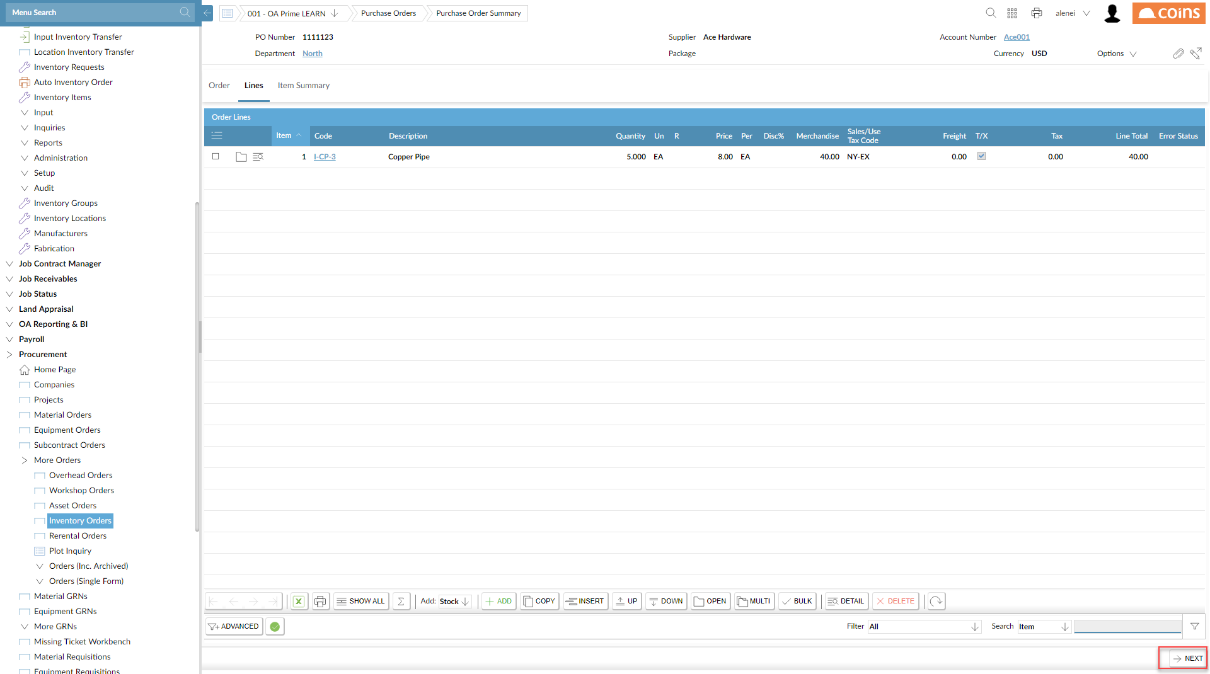 Menu Search
001 - OA Prime LEARN
Purchase Orders
Purchase Order Summary
alenei
coins
Input Inventory Transfer
Location Inventory Transfer
Inventory Requests
Auto Inventory Order
Inventory Items
Input
Inquiries
Reports
Administration
Setup
Audit
Inventory Groups
Inventory Locations
Manufacturers
Fabrication
Job Contract Manager
Job Receivables
Job Status
Land Appraisal
OA Reporting & BI
Payroll
Procurement
Home Page
Companies
Projects
Material Orders
Equipment Orders
Subcontract Orders
More Orders
Overhead Orders
Workshop Orders
Asset Orders
Inventory Orders
Rerental Orders
Plot Inquiry
Orders (Inc. Archived)
Orders (Single Form)
Material GRNs
Equipment GRNs
More GRNs
Missing Ticket Workbench
Material Requisitions
Equipment Requisitions
PO Number 1111123 Supplier Ace Hardware Account Number Ace001
Department North Package Currency USD Options
Order Lines Item Summary
Order Lines
Item Code Description Quantity Un R Price Per Disc% Merchandise Sales/Use Tax Code Freight T/X Tax Line Total Error Status
1 I-CP-3 Copper Pipe 5.000 EA 8.00 EA 40.00 NY-EX 0.00 0.00 40.00
SHOW ALL Add: Stock ADD COPY INSERT UP DOWN OPEN MULTI BULK DETAIL DELETE
ADVANCED Filter All Search Item
NEXT